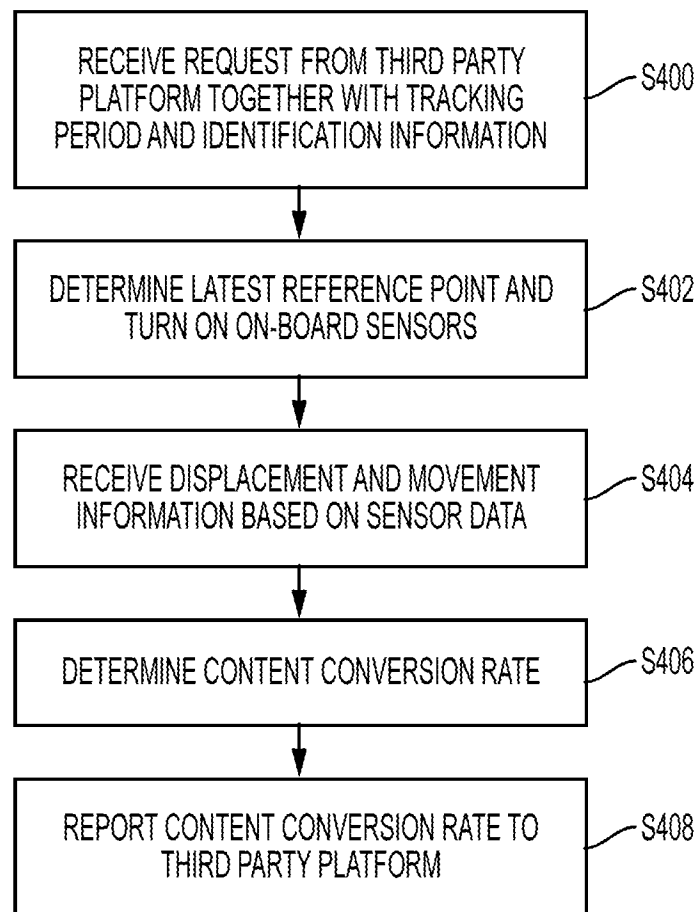 RECEIVE REQUEST FROM THIRD PARTY
PLATFORM TOGETHER WITH TRACKING
PERIOD AND IDENTIFICATION INFORMATION
S400
DETERMINE LATEST REFERENCE POINT AND
TURN ON ON-BOARD SENSORS
S402
RECEIVE DISPLACEMENT AND MOVEMENT
INFORMATION BASED ON SENSOR DATA
S404
DETERMINE CONTENT CONVERSION RATE
S406
REPORT CONTENT CONVERSION RATE TO
THIRD PARTY PLATFORM
S408